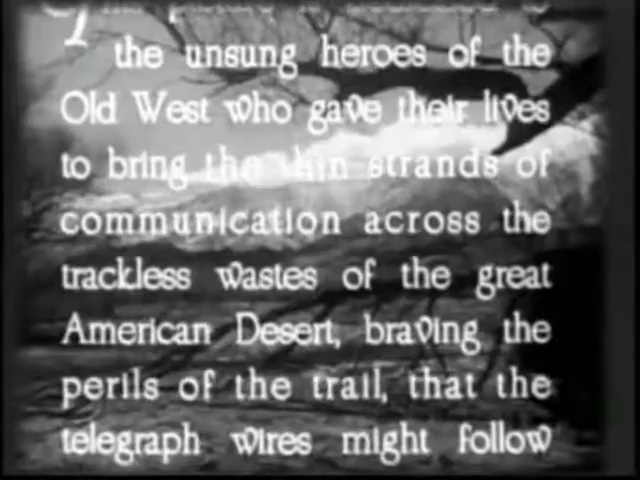 the unsung heroes of the
Old West who gave their lives
to bring the thin strands of
communication across the
trackless wastes of the great
American Desert, braving the
perils of the trail, that the
telegraph wires might follow